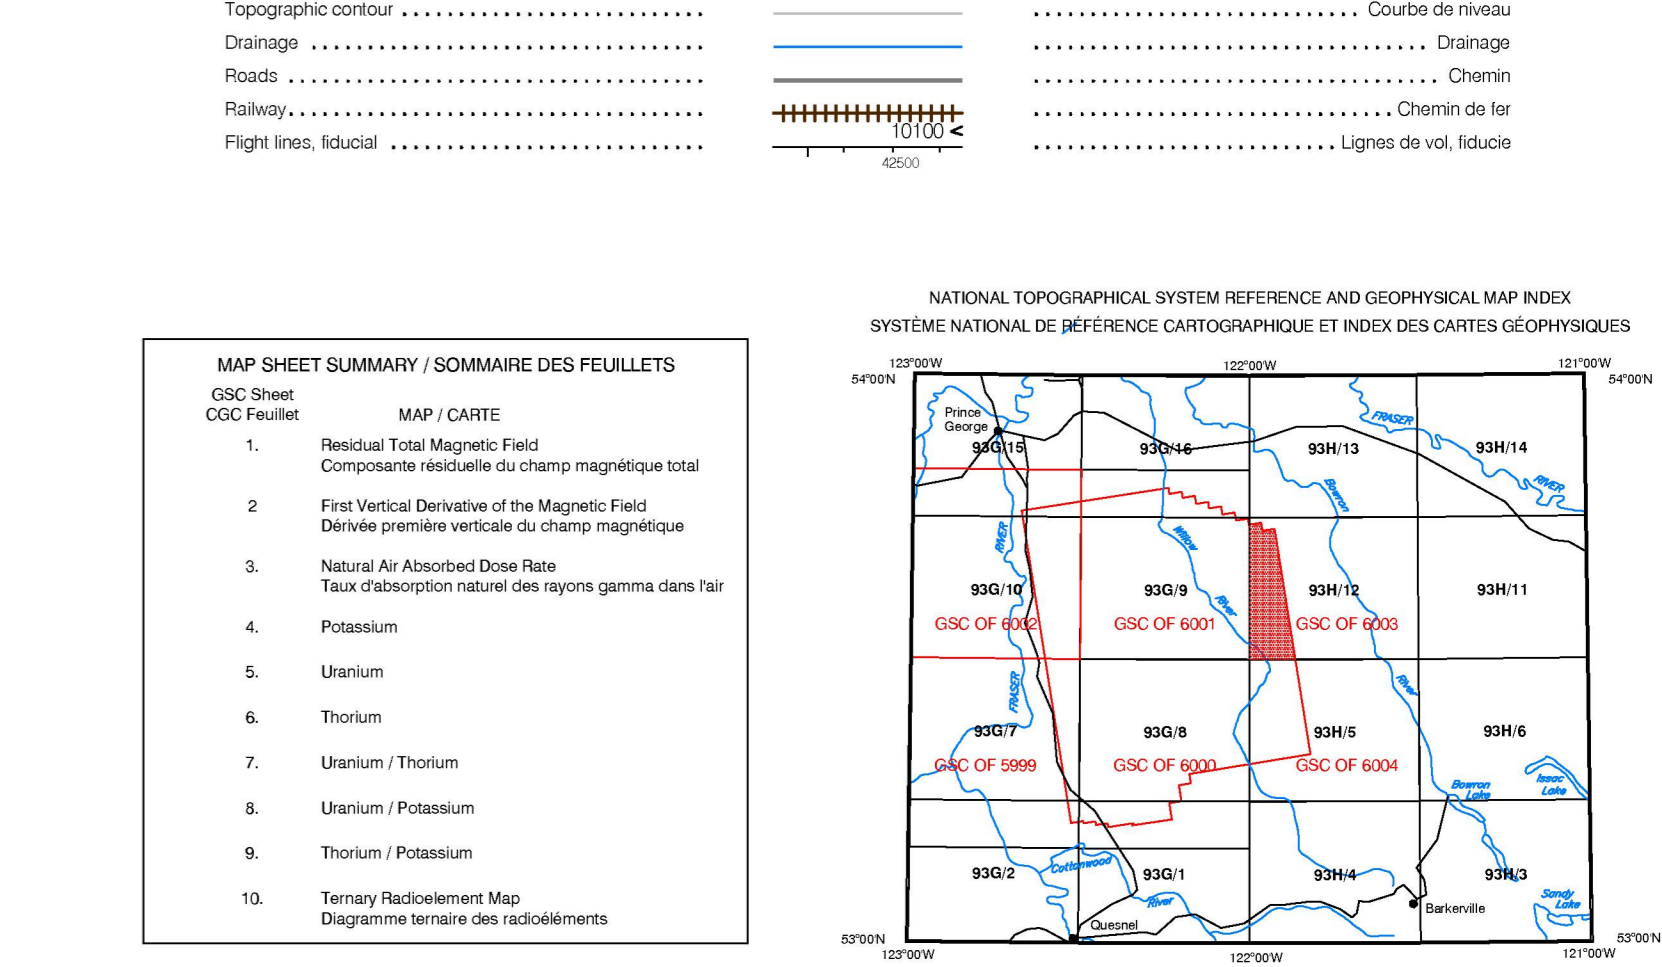 Topographic contour Courbe de niveau
Drainage Drainage
Roads Chemin
Railway Chemin de fer
10100 <
Flight lines, fiducial Lignes de vol, fiducie
42500
MAP SHEET SUMMARY / SOMMAIRE DES FEUILLETS
GSC Sheet
CGC Feuillet MAP / CARTE
1. Residual Total Magnetic Field
Composante résiduelle du champ magnétique total
2 First Vertical Derivative of the Magnetic Field
Dérivée première verticale du champ magnétique
3. Natural Air Absorbed Dose Rate
Taux d'absorption naturel des rayons gamma dans l'air
4. Potassium
5. Uranium
6. Thorium
7. Uranium / Thorium
8. Uranium / Potassium
9. Thorium / Potassium
10. Ternary Radioelement Map
Diagramme ternaire des radioéléments
NATIONAL TOPOGRAPHICAL SYSTEM REFERENCE AND GEOPHYSICAL MAP INDEX
SYSTÈME NATIONAL DE RÉFÉRENCE CARTOGRAPHIQUE ET INDEX DES CARTES GÉOPHYSIQUES
123°00'W 122°00'W 121°00'W
54°00'N 54°00'N
Prince
George
FRASER
93G/15 93G/16 93H/13 93H/14
RIVER
Bowron
RIVER
Willow
93G/10 93G/9 93H/12 93H/11
River
GSC OF 6002 GSC OF 6001 GSC OF 6003
FRASER
River
93G/7 93G/8 93H/5 93H/6
GSC OF 5999 GSC OF 6000 GSC OF 6004
Bowron
Lake
Issac
Lake
Cottonwood
93G/2 93G/1 93H/4 93H/3
River
Sandy
Lake
Barkerville
Quesnel
53°00'N 53°00'N
123°00'W 122°00'W 121°00'W